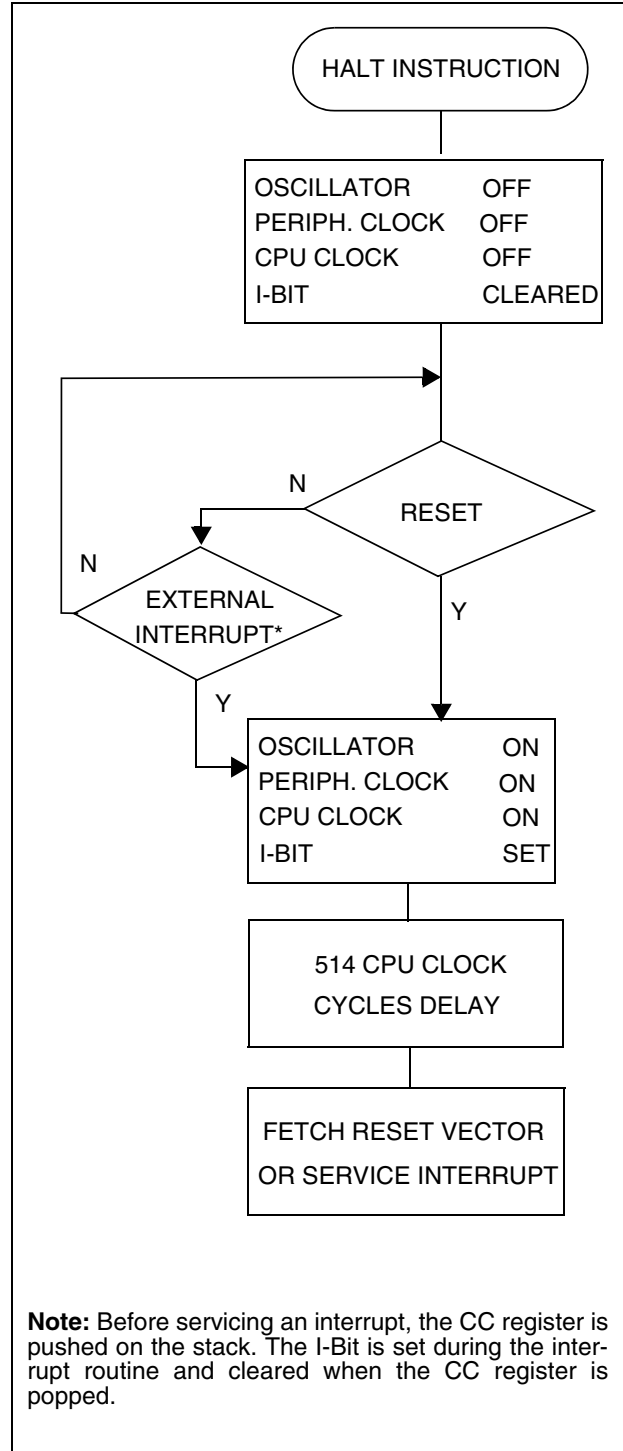 HALT INSTRUCTION
OSCILLATOR OFF
PERIPH. CLOCK OFF
CPU CLOCK OFF
I-BIT CLEARED
N
RESET
N
EXTERNAL
INTERRUPT*
Y
Y
OSCILLATOR ON
PERIPH. CLOCK ON
CPU CLOCK ON
I-BIT SET
514 CPU CLOCK
CYCLES DELAY
FETCH RESET VECTOR
OR SERVICE INTERRUPT
Note: Before servicing an interrupt, the CC register is
pushed on the stack. The I-Bit is set during the inter-
rupt routine and cleared when the CC register is
popped.